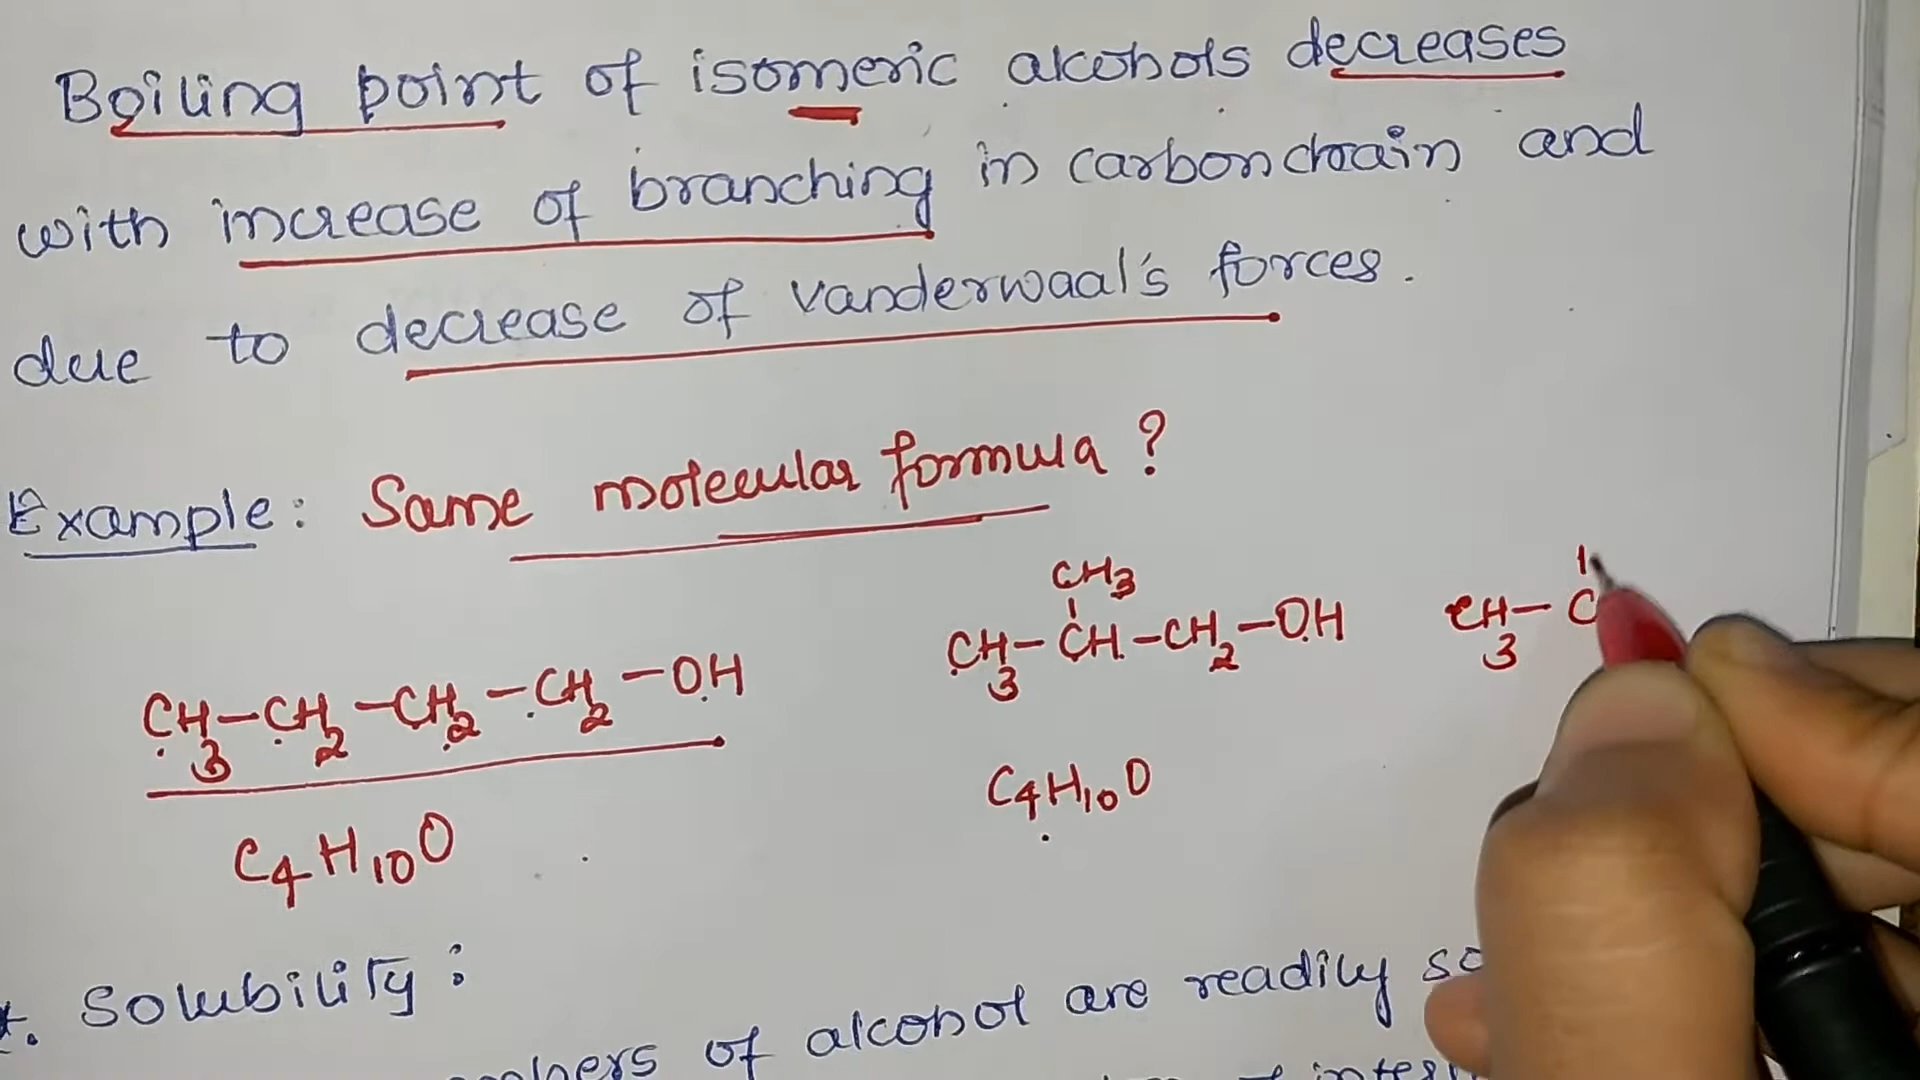 Boiling point of isomeric alcohols decreases
with increase of branching in carbon chain and
due to decrease of vanderwaal's forces.
Example: Same molecular formula?
CH3
CH3-CH2-CH2-CH2-OH CH3-CH-CH2-OH CH3-C
C4H10O C4H10O
Solubility:
of alcohol are readily